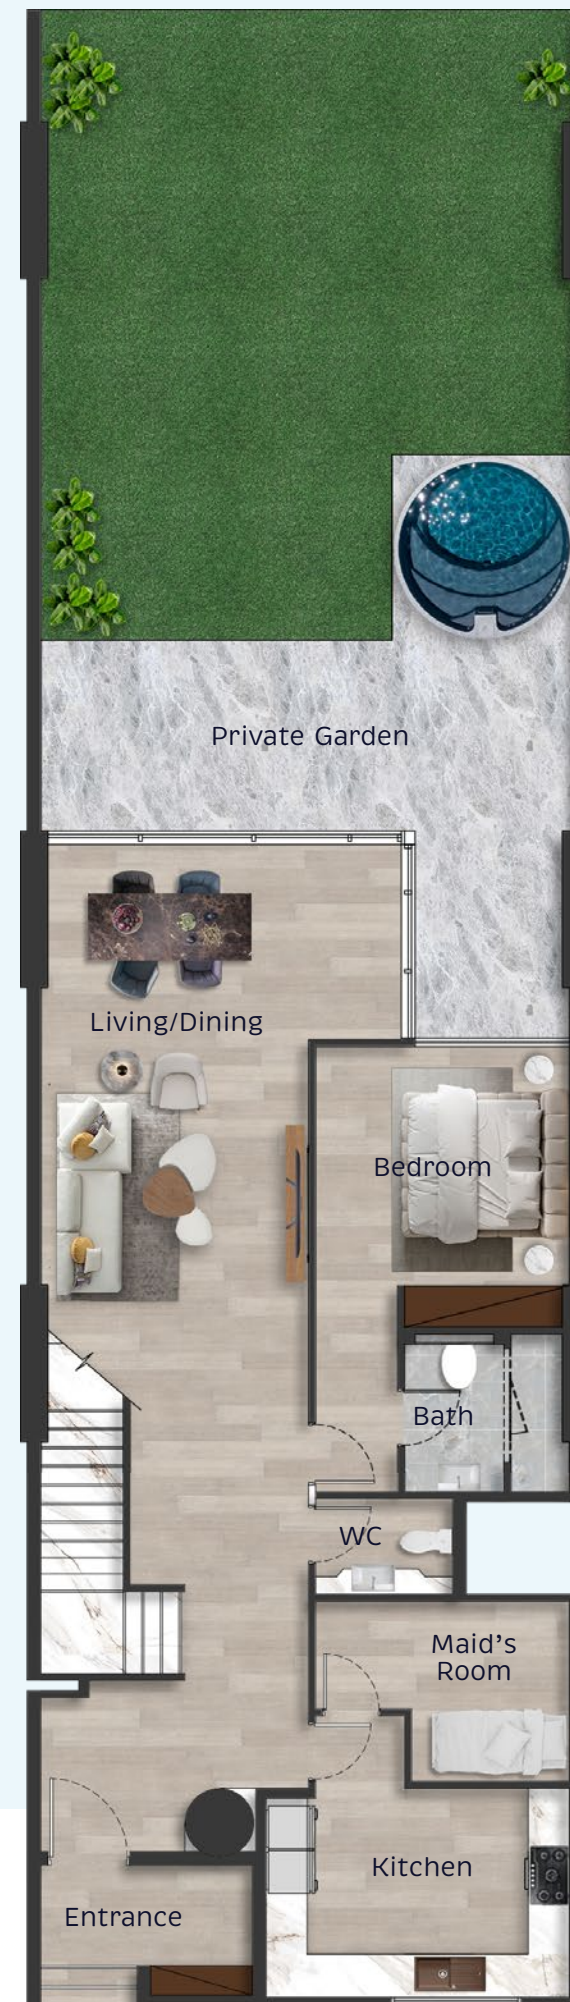 Private Garden
Living/Dining
Bedroom
Bath
WC
Maid's
Room
Kitchen
Entrance